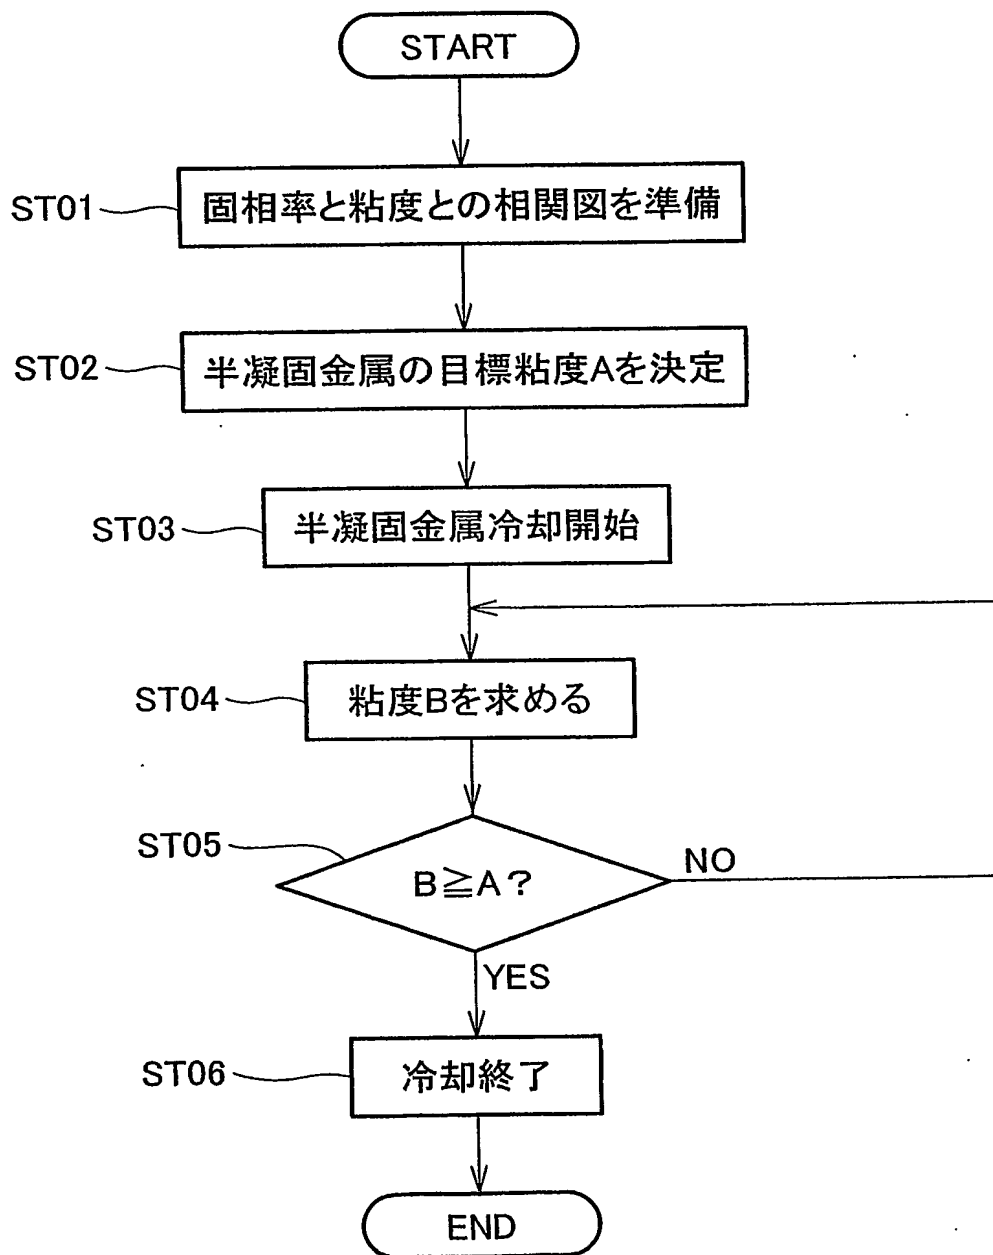 START
ST01
固相率と粘度との相関図を準備
ST02
半凝固金属の目標粘度Aを決定
ST03
半凝固金属冷却開始
ST04
粘度Bを求める
ST05
B≧A?
NO
YES
ST06
冷却終了
END